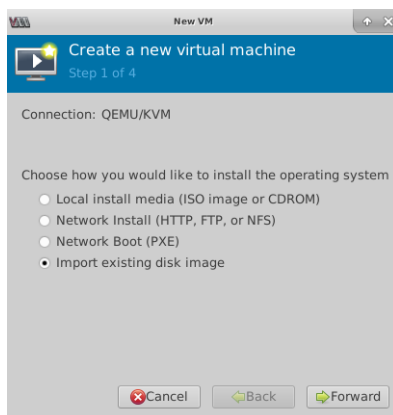 New VM
Create a new virtual machine
Step 1 of 4
Connection: QEMU/KVM
Choose how you would like to install the operating system
Local install media (ISO image or CDROM)
Network Install (HTTP, FTP, or NFS)
Network Boot (PXE)
Import existing disk image
Cancel Back Forward